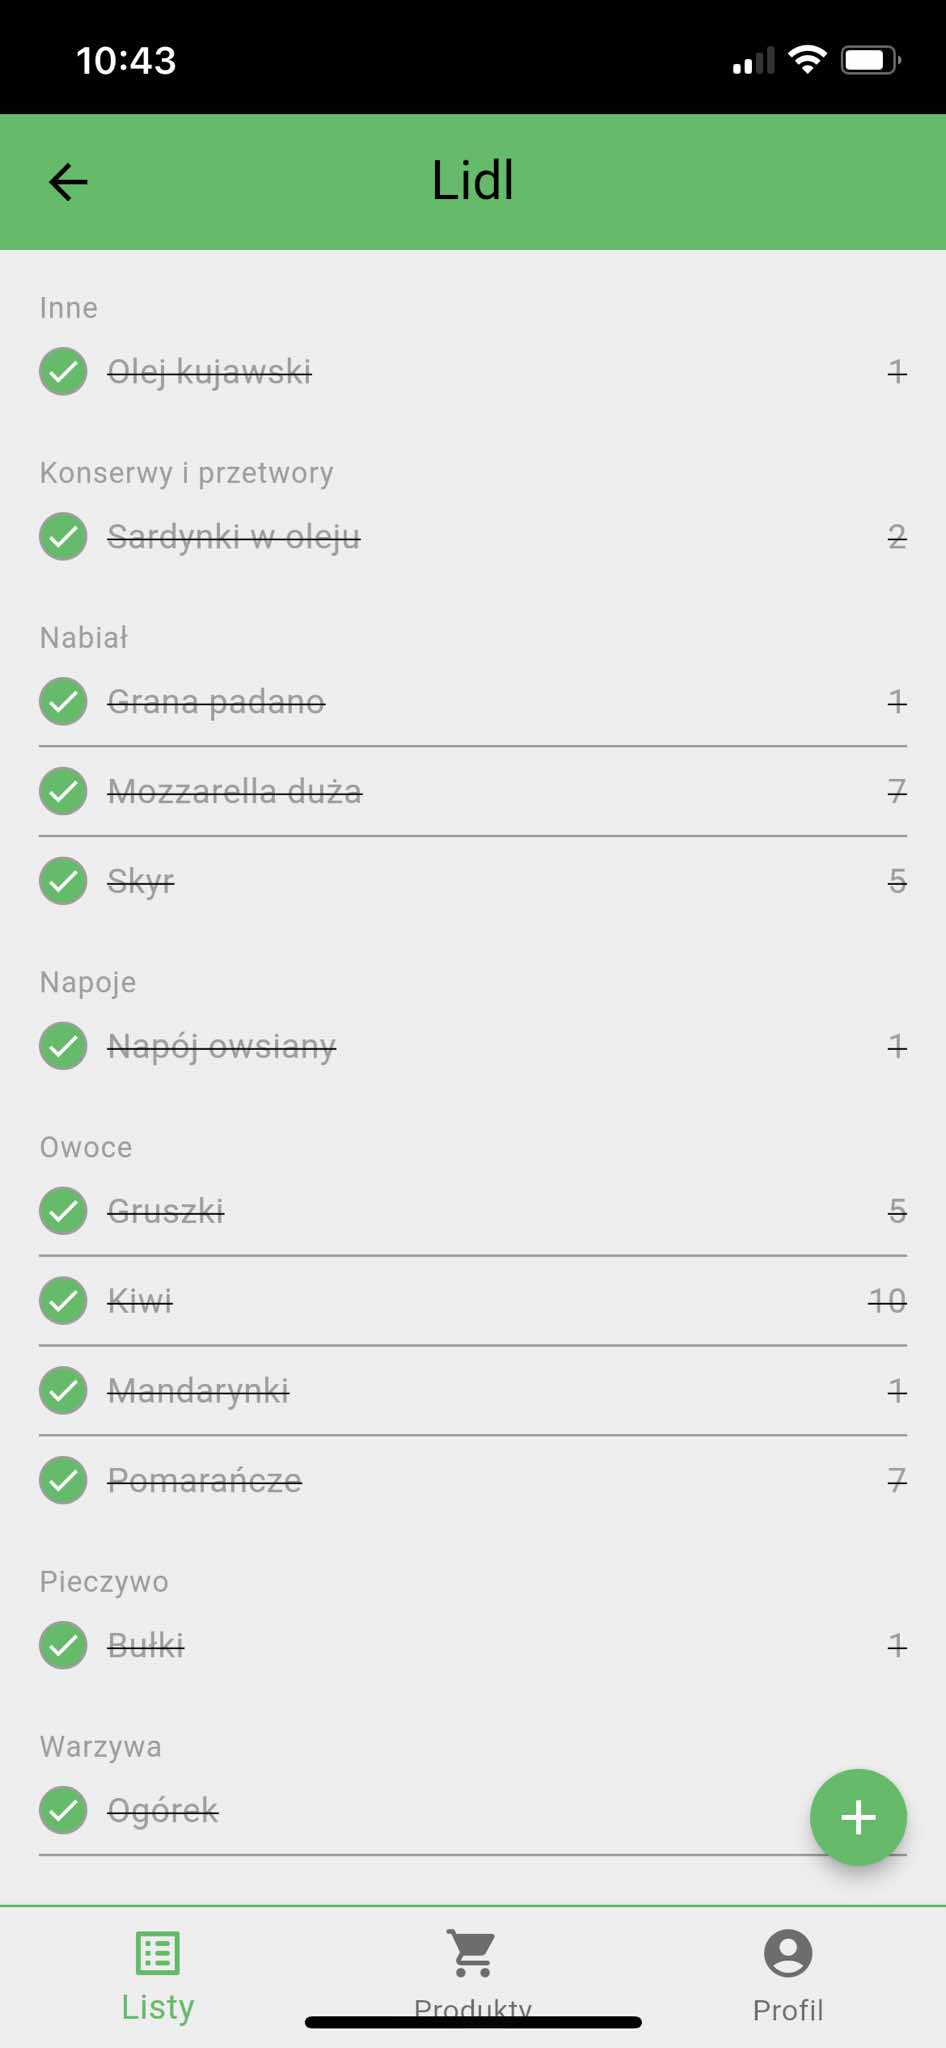 10:43
Lidl
Inne
Olej kujawski 1
Konserwy i przetwory
Sardynki w oleju 2
Nabiał
Grana padano 1
Mozzarella duża 7
Skyr 5
Napoje
Napój owsiany 1
Owoce
Gruszki 5
Kiwi 10
Mandarynki 1
Pomarańcze 7
Pieczywo
Bułki 1
Warzywa
Ogórek
Listy Produkty Profil